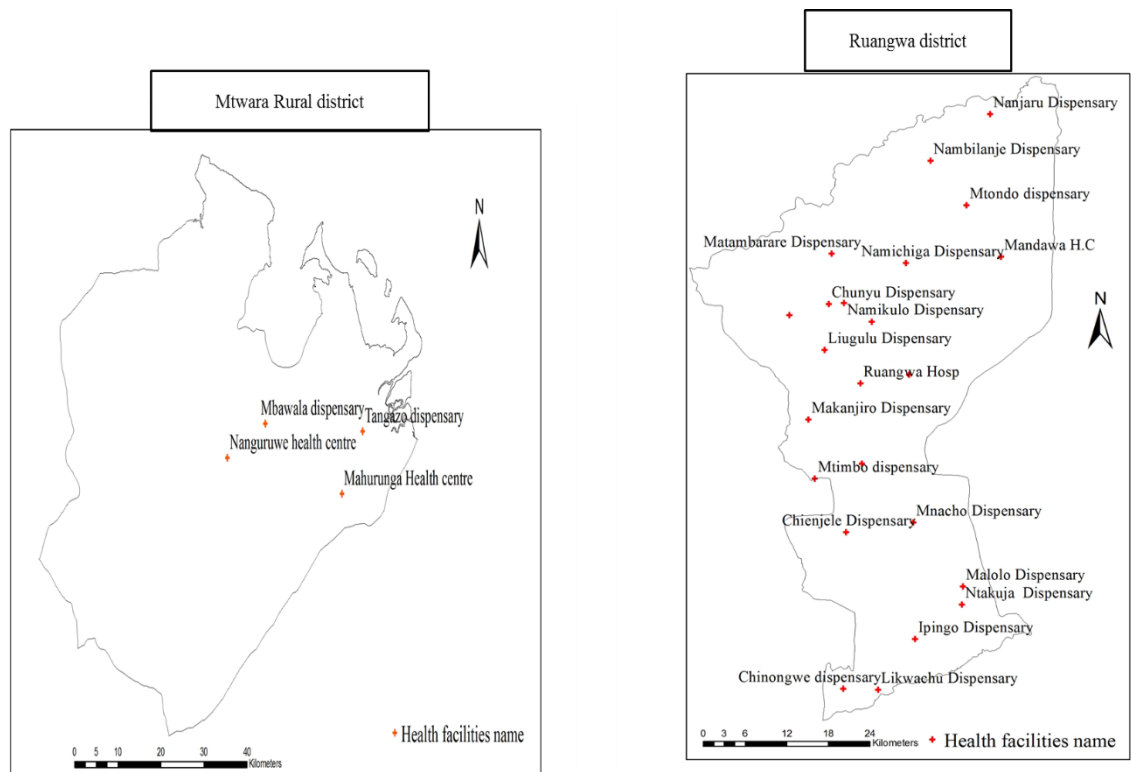 Mtwara Rural district
N
Mbawala dispensary
Tangazo dispensary
Nanguruwe health centre
Mahurunga Health centre
Health facilities name
0 5 10 20 30 40
Kilometers
Ruangwa district
Nanjaru Dispensary
Nambilanje Dispensary
Mtondo dispensary
Matambarare Dispensary
Namichiga Dispensary
Mandawa H.C
N
Chunyu Dispensary
Namikulo Dispensary
Liugulu Dispensary
Ruangwa Hosp
Makanjiro Dispensary
Mtimbo dispensary
Mnacho Dispensary
Chienjele Dispensary
Malolo Dispensary
Ntakuja Dispensary
Ipingo Dispensary
Chinongwe dispensary
Likwachu Dispensary
0 3 6 12 18 24
Kilometers
Health facilities name